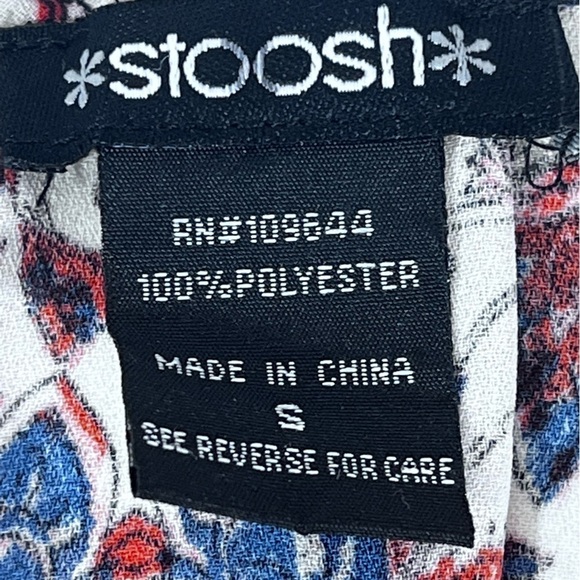 *stoosh*
RN#109644
100%POLYESTER
MADE IN CHINA
S
SEE REVERSE FOR CARE